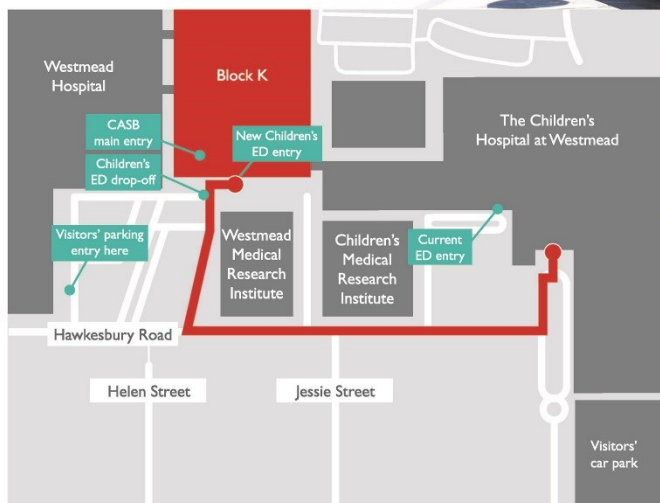 Westmead
Hospital
Block K
CASB
main entry
New Children's
ED entry
Children's
ED drop-off
The Children's
Hospital at Westmead
Visitors' parking
entry here
Westmead
Medical
Research
Institute
Children's
Medical
Research
Institute
Current
ED entry
Hawkesbury Road
Helen Street
Jessie Street
Visitors'
car park